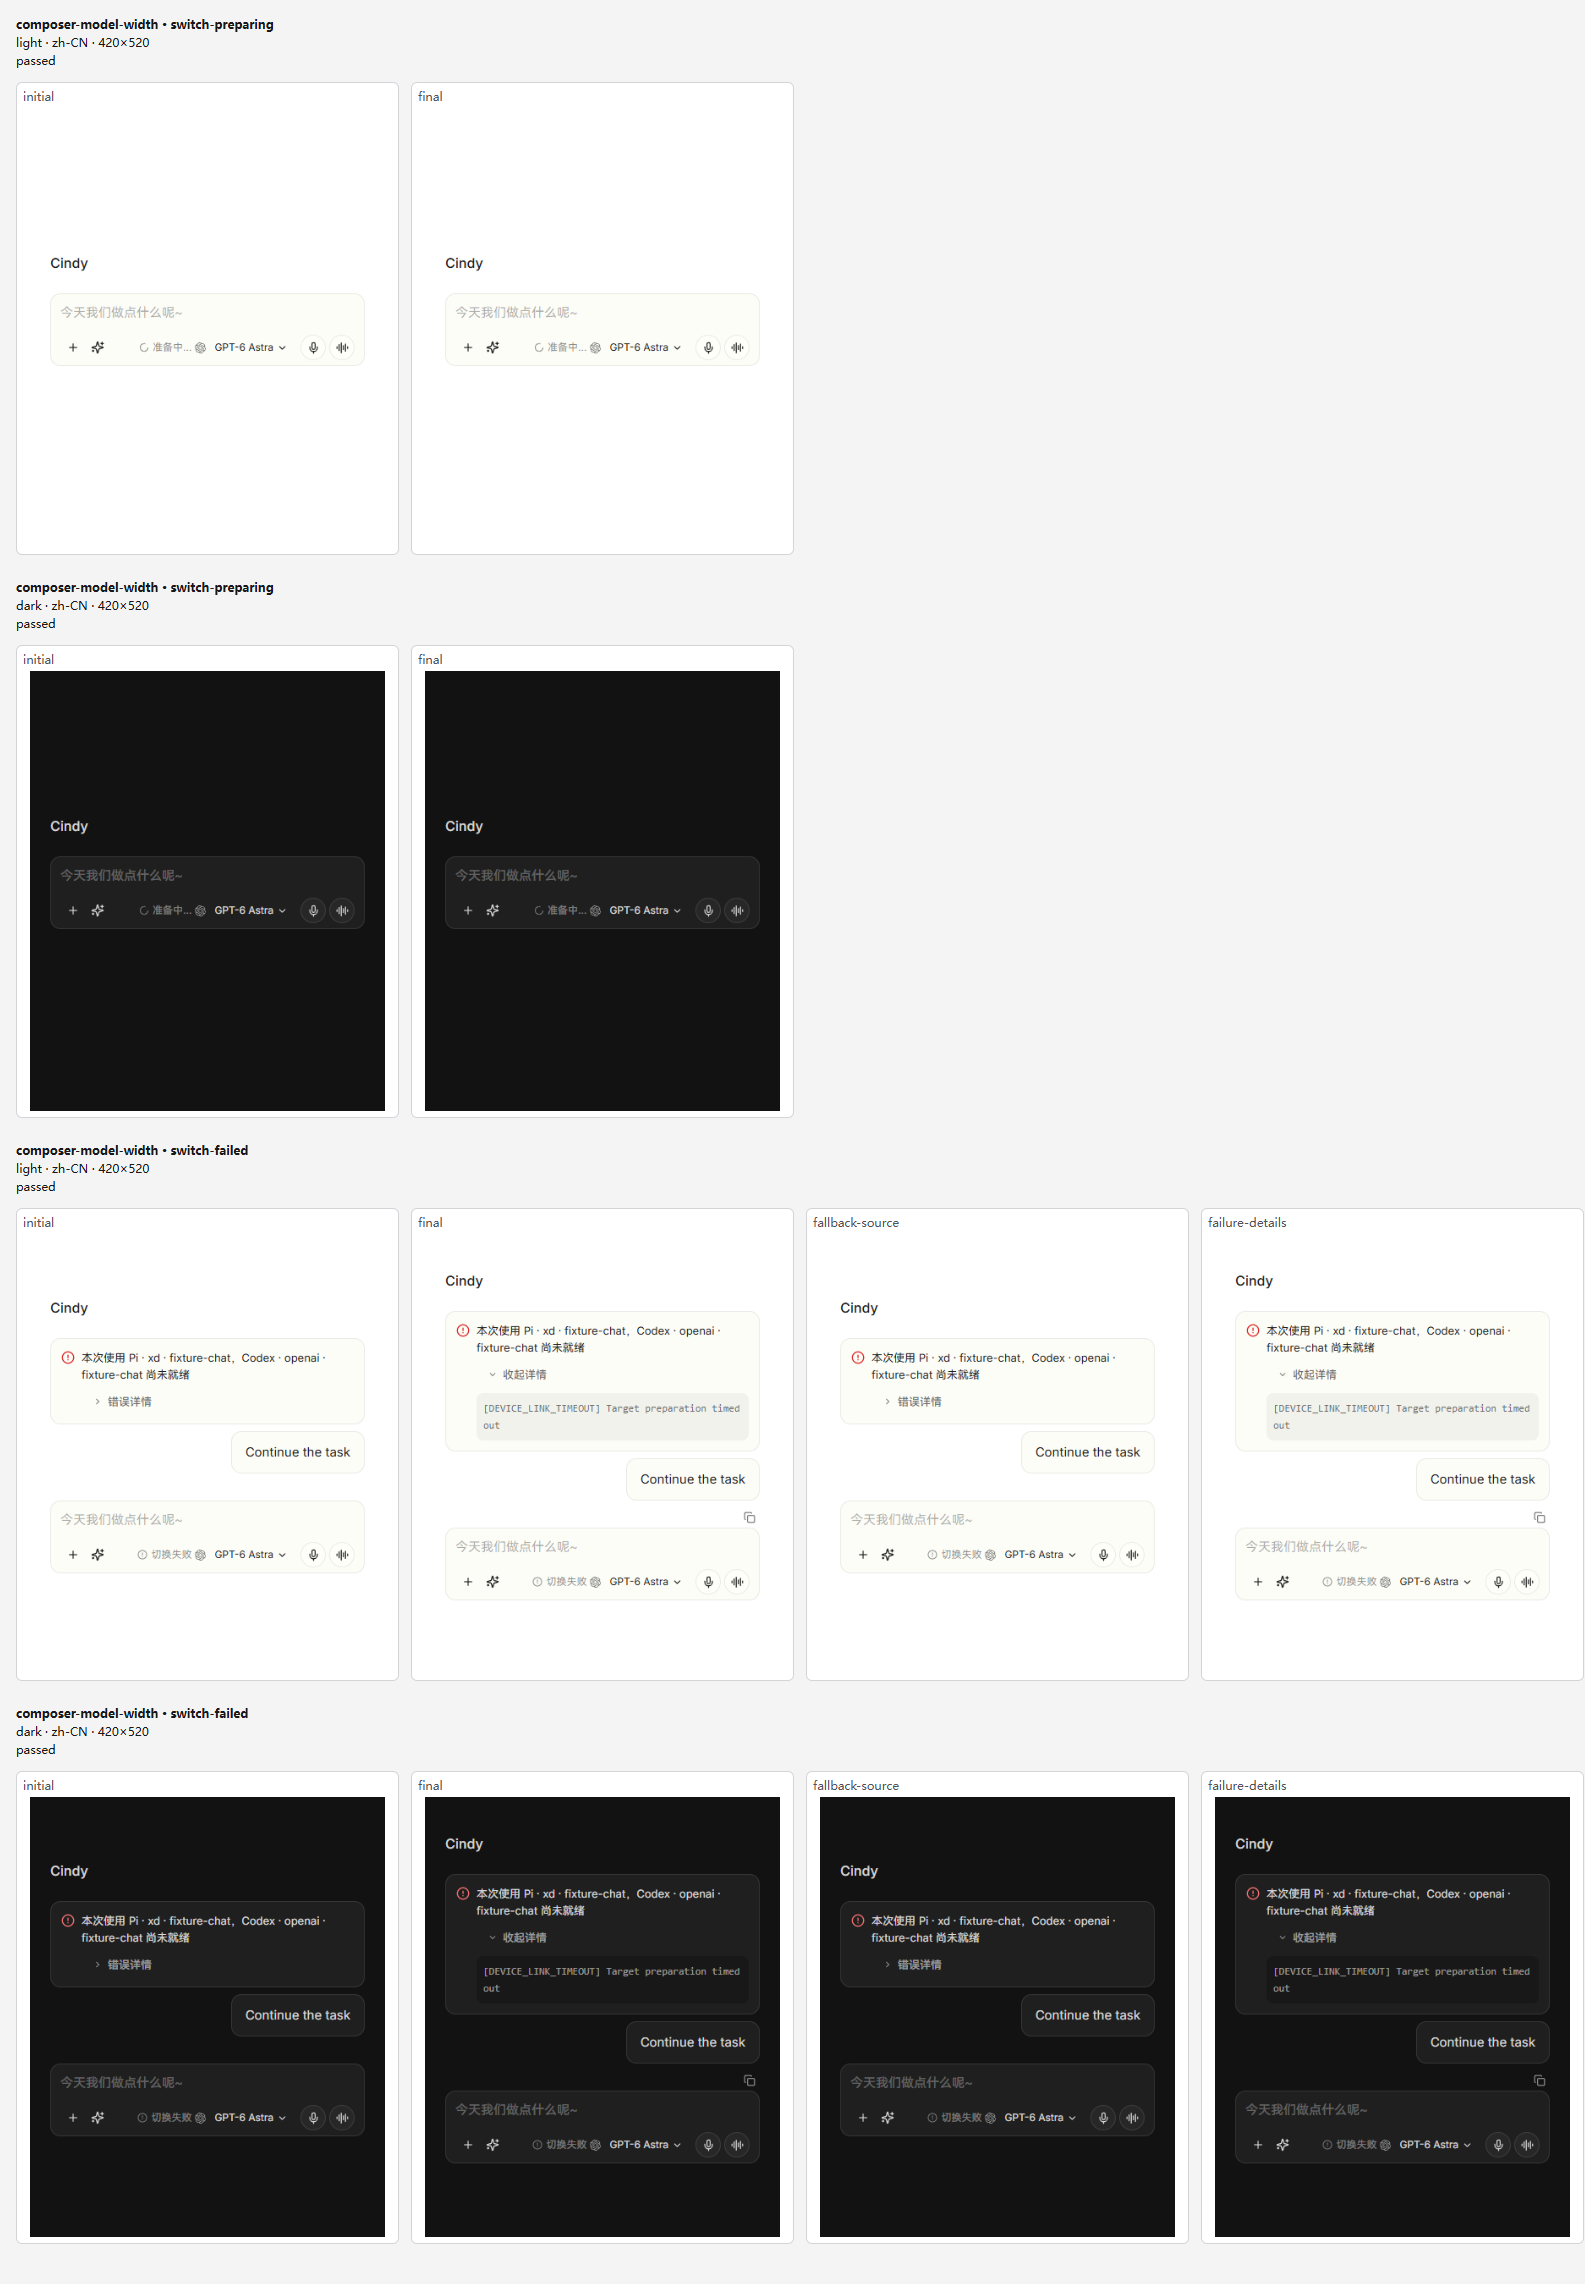 composer-model-width • switch-preparing
light · zh-CN · 420×520
passed
initial
final
Cindy
今天我们做点什么呢~
准备中... GPT-6 Astra
Cindy
今天我们做点什么呢~
准备中... GPT-6 Astra
composer-model-width • switch-preparing
dark · zh-CN · 420×520
passed
initial
final
Cindy
今天我们做点什么呢~
准备中... GPT-6 Astra
Cindy
今天我们做点什么呢~
准备中... GPT-6 Astra
composer-model-width • switch-failed
light · zh-CN · 420×520
passed
initial
Cindy
本次使用 Pi · xd · fixture-chat，Codex · openai ·
fixture-chat 尚未就绪
错误详情
Continue the task
今天我们做点什么呢~
切换失败 GPT-6 Astra
final
Cindy
本次使用 Pi · xd · fixture-chat，Codex · openai ·
fixture-chat 尚未就绪
收起详情
[DEVICE_LINK_TIMEOUT] Target preparation timed
out
Continue the task
今天我们做点什么呢~
切换失败 GPT-6 Astra
fallback-source
Cindy
本次使用 Pi · xd · fixture-chat，Codex · openai ·
fixture-chat 尚未就绪
错误详情
Continue the task
今天我们做点什么呢~
切换失败 GPT-6 Astra
failure-details
Cindy
本次使用 Pi · xd · fixture-chat，Codex · openai ·
fixture-chat 尚未就绪
收起详情
[DEVICE_LINK_TIMEOUT] Target preparation timed
out
Continue the task
今天我们做点什么呢~
切换失败 GPT-6 Astra
composer-model-width • switch-failed
dark · zh-CN · 420×520
passed
initial
Cindy
本次使用 Pi · xd · fixture-chat，Codex · openai ·
fixture-chat 尚未就绪
错误详情
Continue the task
今天我们做点什么呢~
切换失败 GPT-6 Astra
final
Cindy
本次使用 Pi · xd · fixture-chat，Codex · openai ·
fixture-chat 尚未就绪
收起详情
[DEVICE_LINK_TIMEOUT] Target preparation timed
out
Continue the task
今天我们做点什么呢~
切换失败 GPT-6 Astra
fallback-source
Cindy
本次使用 Pi · xd · fixture-chat，Codex · openai ·
fixture-chat 尚未就绪
错误详情
Continue the task
今天我们做点什么呢~
切换失败 GPT-6 Astra
failure-details
Cindy
本次使用 Pi · xd · fixture-chat，Codex · openai ·
fixture-chat 尚未就绪
收起详情
[DEVICE_LINK_TIMEOUT] Target preparation timed
out
Continue the task
今天我们做点什么呢~
切换失败 GPT-6 Astra